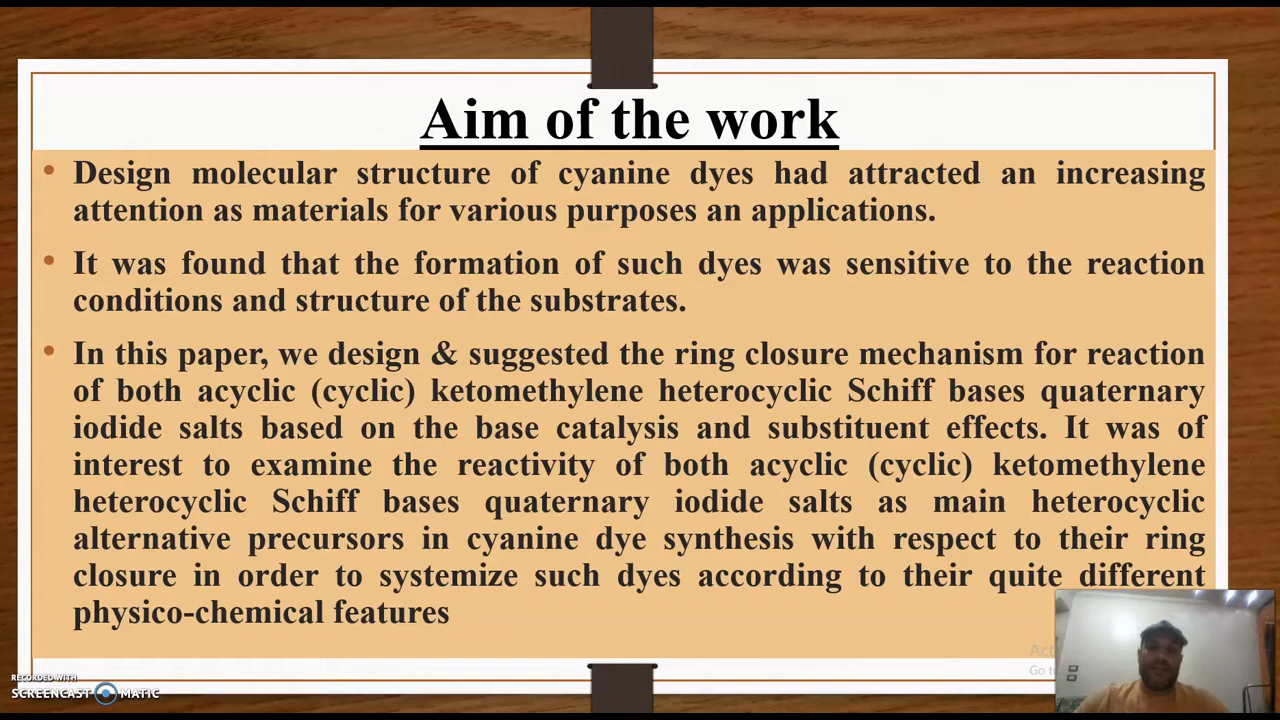 Aim of the work
• Design molecular structure of cyanine dyes had attracted an increasing
attention as materials for various purposes an applications.
• It was found that the formation of such dyes was sensitive to the reaction
conditions and structure of the substrates.
• In this paper, we design & suggested the ring closure mechanism for reaction
of both acyclic (cyclic) ketomethylene heterocyclic Schiff bases quaternary
iodide salts based on the base catalysis and substituent effects. It was of
interest to examine the reactivity of both acyclic (cyclic) ketomethylene
heterocyclic Schiff bases quaternary iodide salts as main heterocyclic
alternative precursors in cyanine dye synthesis with respect to their ring
closure in order to systemize such dyes according to their quite different
physico-chemical features
Go
RECORDED WITH
SCREENCAST MATIC